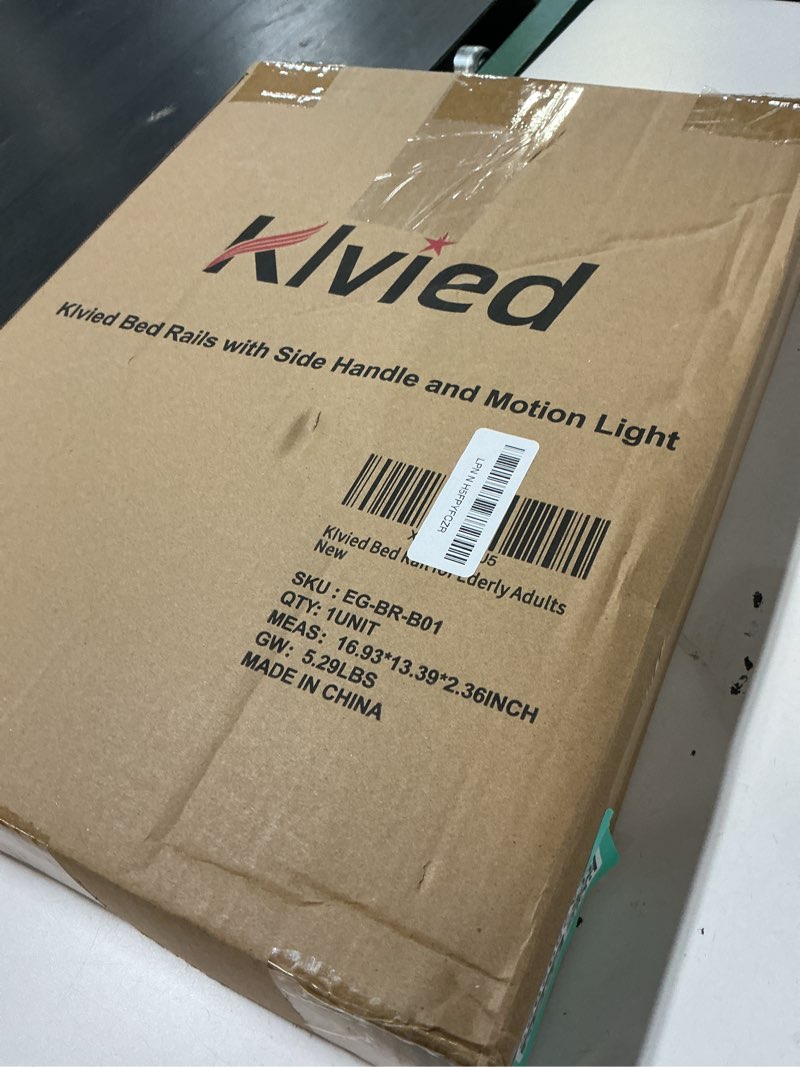 Klvied
Klvied Bed Rails with Side Handle and Motion Light
J5
Klvied Bed Rail for Elderly Adults
New
SKU : EG-BR-B01
QTY: 1UNIT
MEAS: 16.93*13.39*2.36INCH
GW: 5.29LBS
MADE IN CHINA